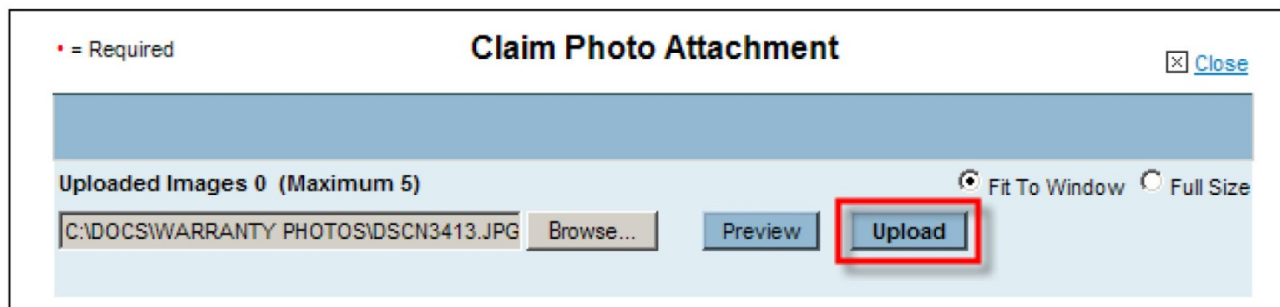 • = Required
Claim Photo Attachment
Close
Uploaded Images 0 (Maximum 5)
Fit To Window
Full Size
C:\DOCS\WARRANTY PHOTOS\DSCN3413.JPG
Browse...
Preview
Upload